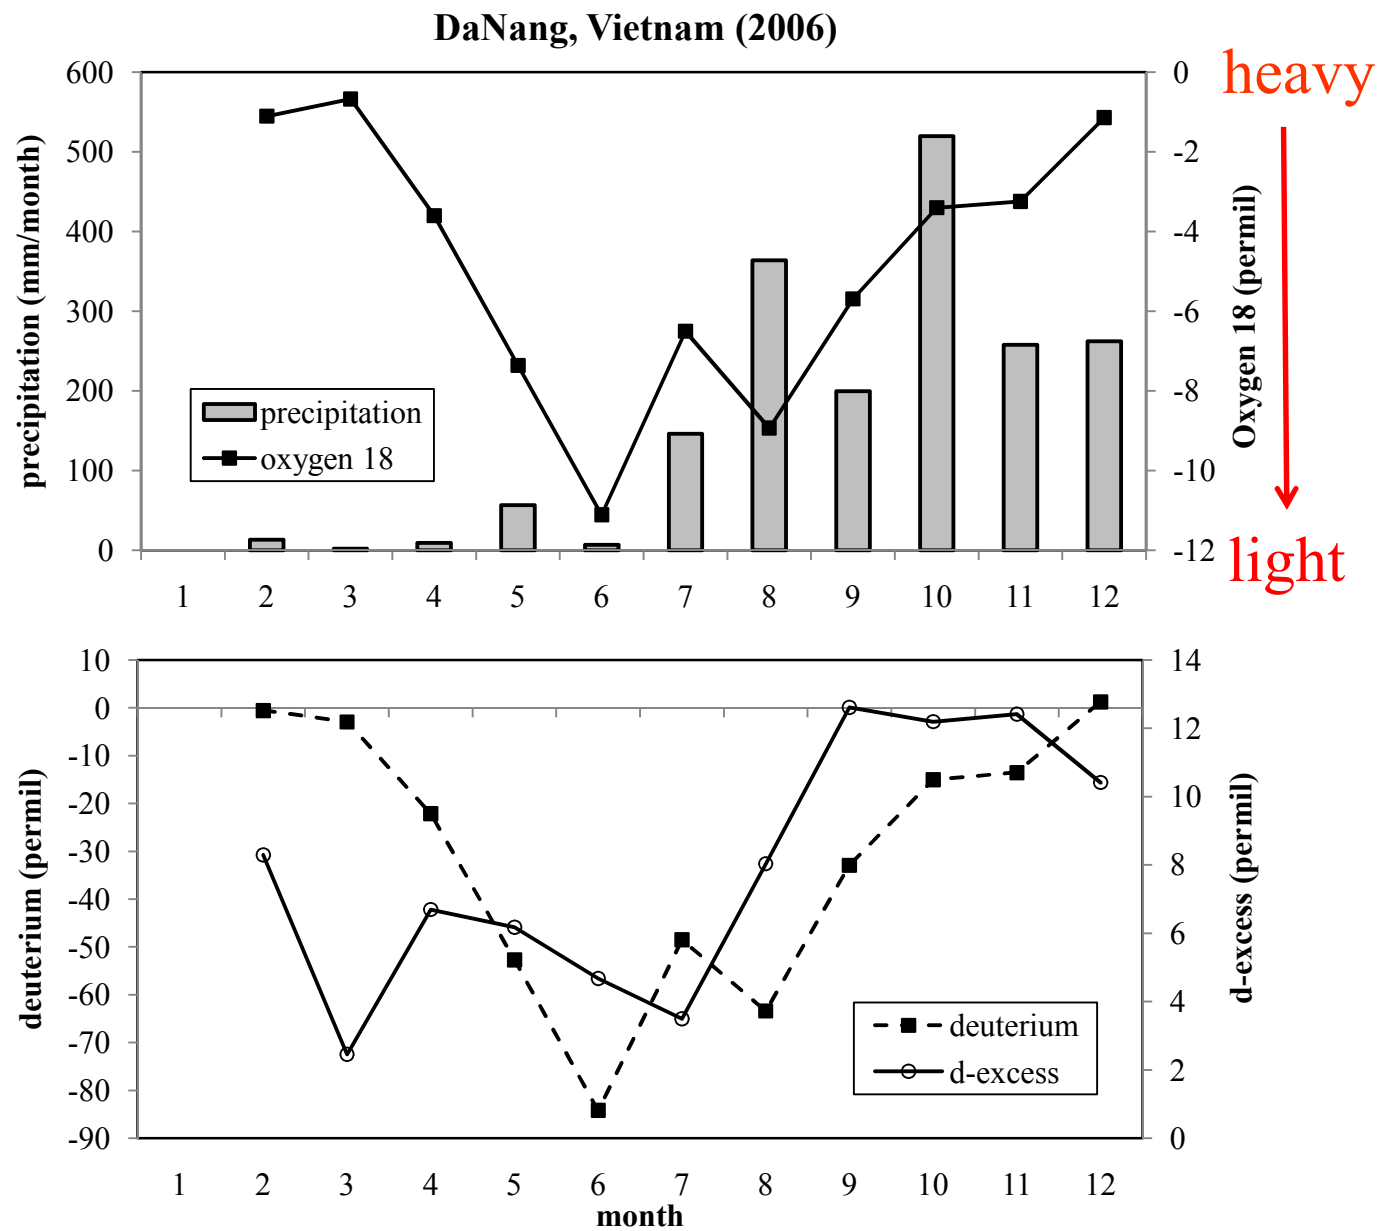 DaNang, Vietnam (2006)
heavy
light
precipitation (mm/month)
600
500
400
300
200
100
0
0
-2
-4
-6
-8
-10
-12
Oxygen 18 (permil)
precipitation
oxygen 18
1 2 3 4 5 6 7 8 9 10 11 12
deuterium (permil)
10
0
-10
-20
-30
-40
-50
-60
-70
-80
-90
14
12
10
8
6
4
2
0
d-excess (permil)
deuterium
d-excess
1 2 3 4 5 6 7 8 9 10 11 12
month